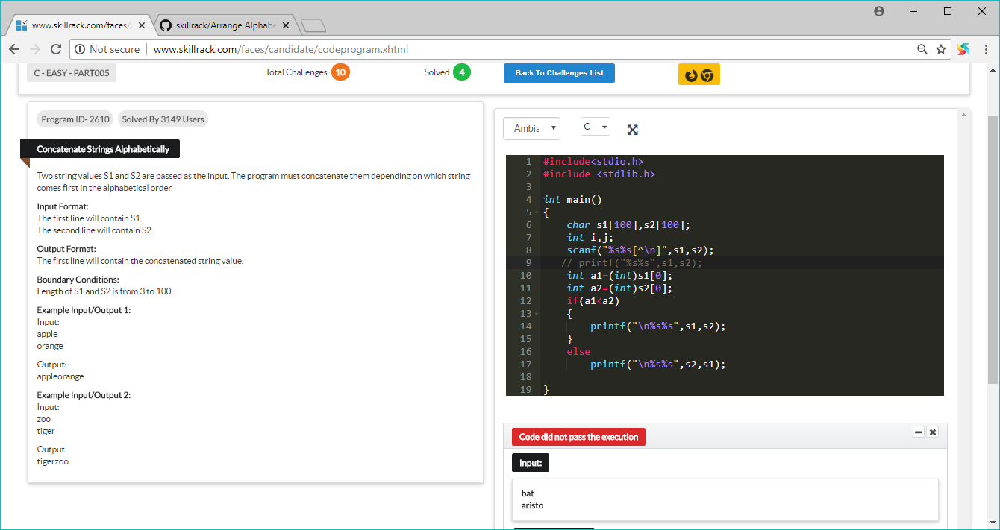 www.skillrack.com/faces/
skillrack/Arrange Alphabe
Not secure
www.skillrack.com/faces/candidate/codeprogram.xhtml
C - EASY - PART005
Total Challenges: 10
Solved: 4
Back To Challenges List
Program ID- 2610
Solved By 3149 Users
Concatenate Strings Alphabetically
Two string values S1 and S2 are passed as the input. The program must concatenate them depending on which string
comes first in the alphabetical order.
Input Format:
The first line will contain S1.
The second line will contain S2
Output Format:
The first line will contain the concatenated string value.
Boundary Conditions:
Length of S1 and S2 is from 3 to 100.
Example Input/Output 1:
Input:
apple
orange
Output:
appleorange
Example Input/Output 2:
Input:
zoo
tiger
Output:
tigerzoo
Ambia
C
1 #include<stdio.h>
2 #include <stdlib.h>
3
4 int main()
5 {
6 char s1[100],s2[100];
7 int i,j;
8 scanf("%s%s[^\n]",s1,s2);
9 // printf("%s%s",s1,s2);
10 int a1=(int)s1[0];
11 int a2=(int)s2[0];
12 if(a1<a2)
13 {
14 printf("\n%s%s",s1,s2);
15 }
16 else
17 printf("\n%s%s",s2,s1);
18
19 }
Code did not pass the execution
Input:
bat
aristo